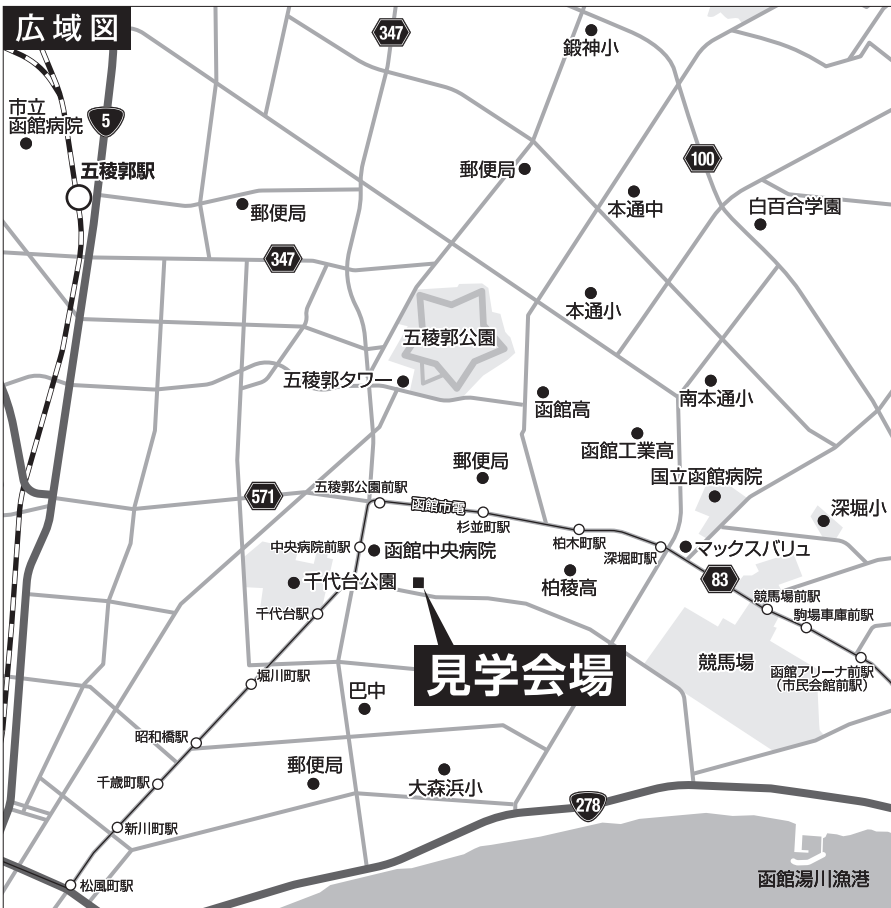 広域図
347
鍛神小
市立
函館病院
5
五稜郭駅
郵便局
100
郵便局
本通中
白百合学園
347
本通小
五稜郭公園
五稜郭タワー
函館高
南本通小
函館工業高
郵便局
国立函館病院
571
五稜郭公園前駅
函館市電
杉並町駅
深堀小
中央病院前駅
函館中央病院
柏木町駅
深堀町駅
マックスバリュ
千代台公園
柏稜高
83
千代台駅
競馬場前駅
駒場車庫前駅
見学会場
競馬場
函館アリーナ前駅
(市民会館前駅)
堀川町駅
巴中
昭和橋駅
郵便局
大森浜小
千歳町駅
278
新川町駅
松風町駅
函館湯川漁港